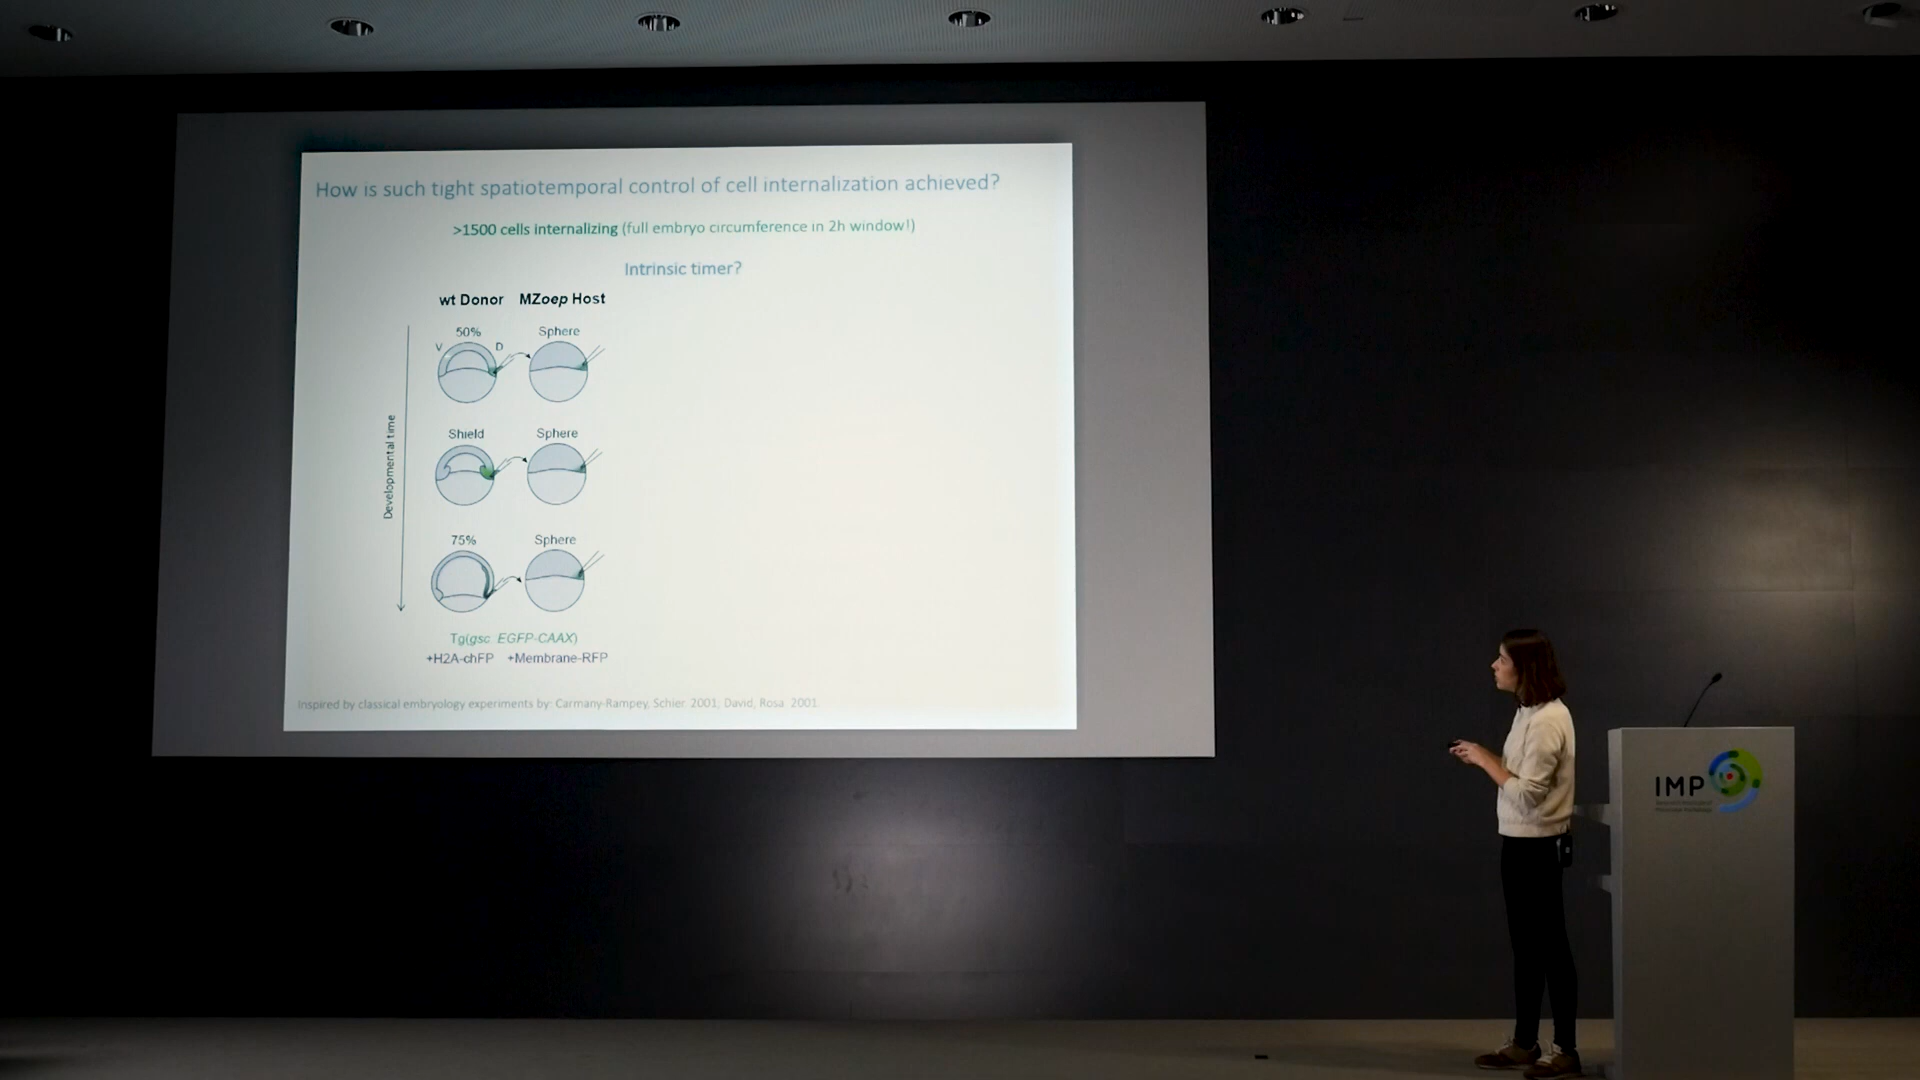 How is such tight spatiotemporal control of cell internalization achieved?
>1500 cells internalizing (full embryo circumference in 2h window!)
Intrinsic timer?
wt Donor MZoep Host
50% Sphere
V D
Shield Sphere
75% Sphere
Developmental time
Tg(gsc EGFP-CAAX)
+H2A-chFP +Membrane-RFP
Inspired by classical embryology experiments by: Carmany-Rampey, Schier. 2001; David, Rosa. 2001.
IMP